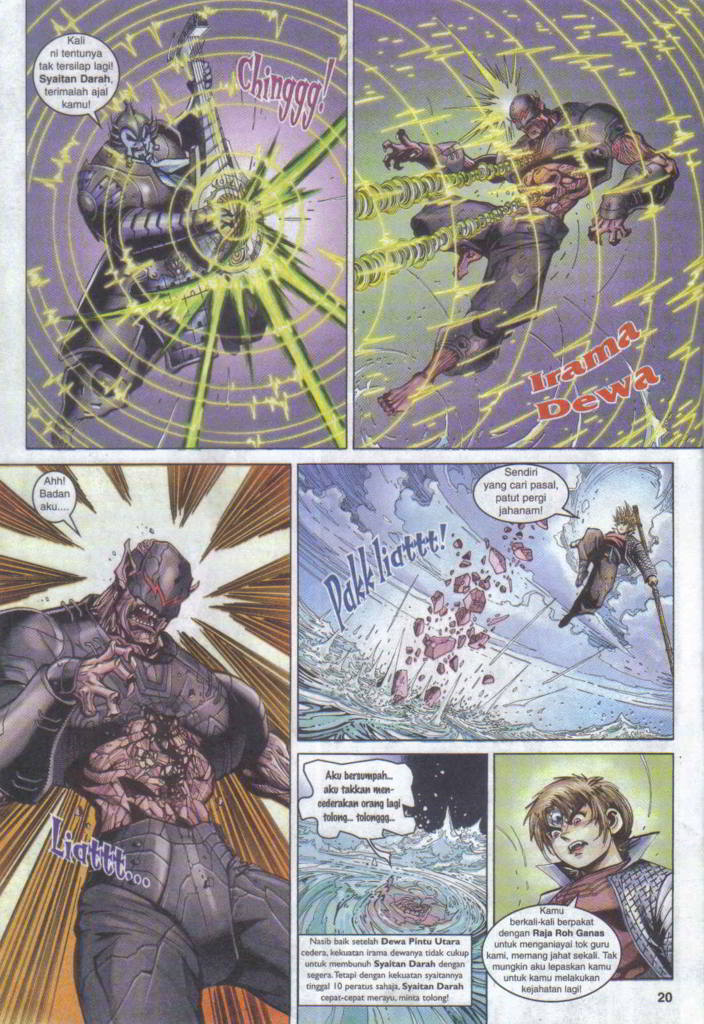 Kali
ni tentunya
tak tersilap lagi!
Syaitan Darah,
terimalah ajal
kamu!
Chinggg!
Irama
Dewa
Ahh!
Badan
aku....
Liattt...
Sendiri
yang cari pasal,
patut pergi
jahanam!
Pakk liattt!
Aku bersumpah...
aku takkan men-
cederakan orang lagi
tolong... tolonggg...
Nasib baik setelah Dewa Pintu Utara
cedera, kekuatan irama dewanya tidak cukup
untuk membunuh Syaitan Darah dengan
segera. Tetapi dengan kekuatan syaitannya
tinggal 10 peratus sahaja, Syaitan Darah
cepat-cepat merayu, minta tolong!
Kamu
berkali-kali berpakat
dengan Raja Roh Ganas
untuk menganiayai tok guru
kami, memang jahat sekali. Tak
mungkin aku lepaskan kamu
untuk kamu melakukan
kejahatan lagi!
20